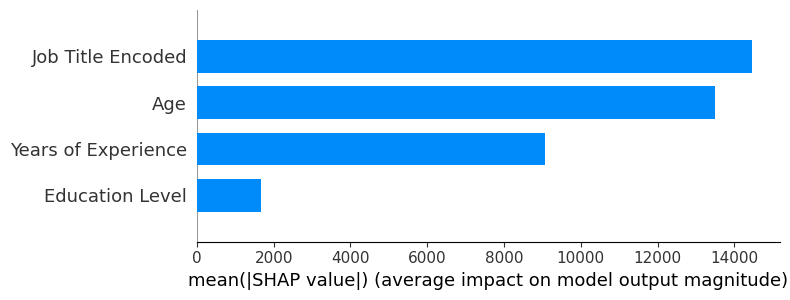 Job Title Encoded
Age
Years of Experience
Education Level
0 2000 4000 6000 8000 10000 12000 14000
mean(|SHAP value|) (average impact on model output magnitude)